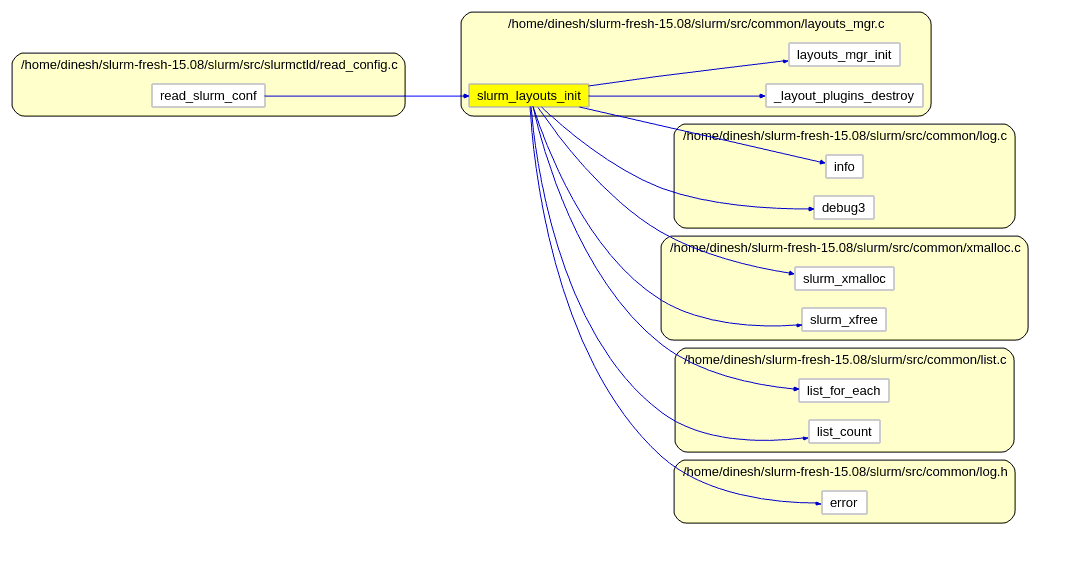 /home/dinesh/slurm-fresh-15.08/slurm/src/slurmctld/read_config.c
read_slurm_conf
/home/dinesh/slurm-fresh-15.08/slurm/src/common/layouts_mgr.c
slurm_layouts_init
layouts_mgr_init
_layout_plugins_destroy
/home/dinesh/slurm-fresh-15.08/slurm/src/common/log.c
info
debug3
/home/dinesh/slurm-fresh-15.08/slurm/src/common/xmalloc.c
slurm_xmalloc
slurm_xfree
/home/dinesh/slurm-fresh-15.08/slurm/src/common/list.c
list_for_each
list_count
/home/dinesh/slurm-fresh-15.08/slurm/src/common/log.h
error